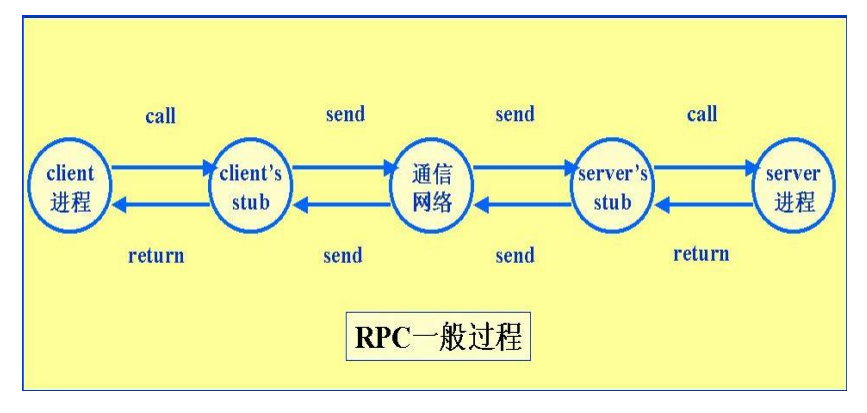 call
send
send
call
client
进程
client's
stub
通信
网络
server's
stub
server
进程
return
send
send
return
RPC一般过程